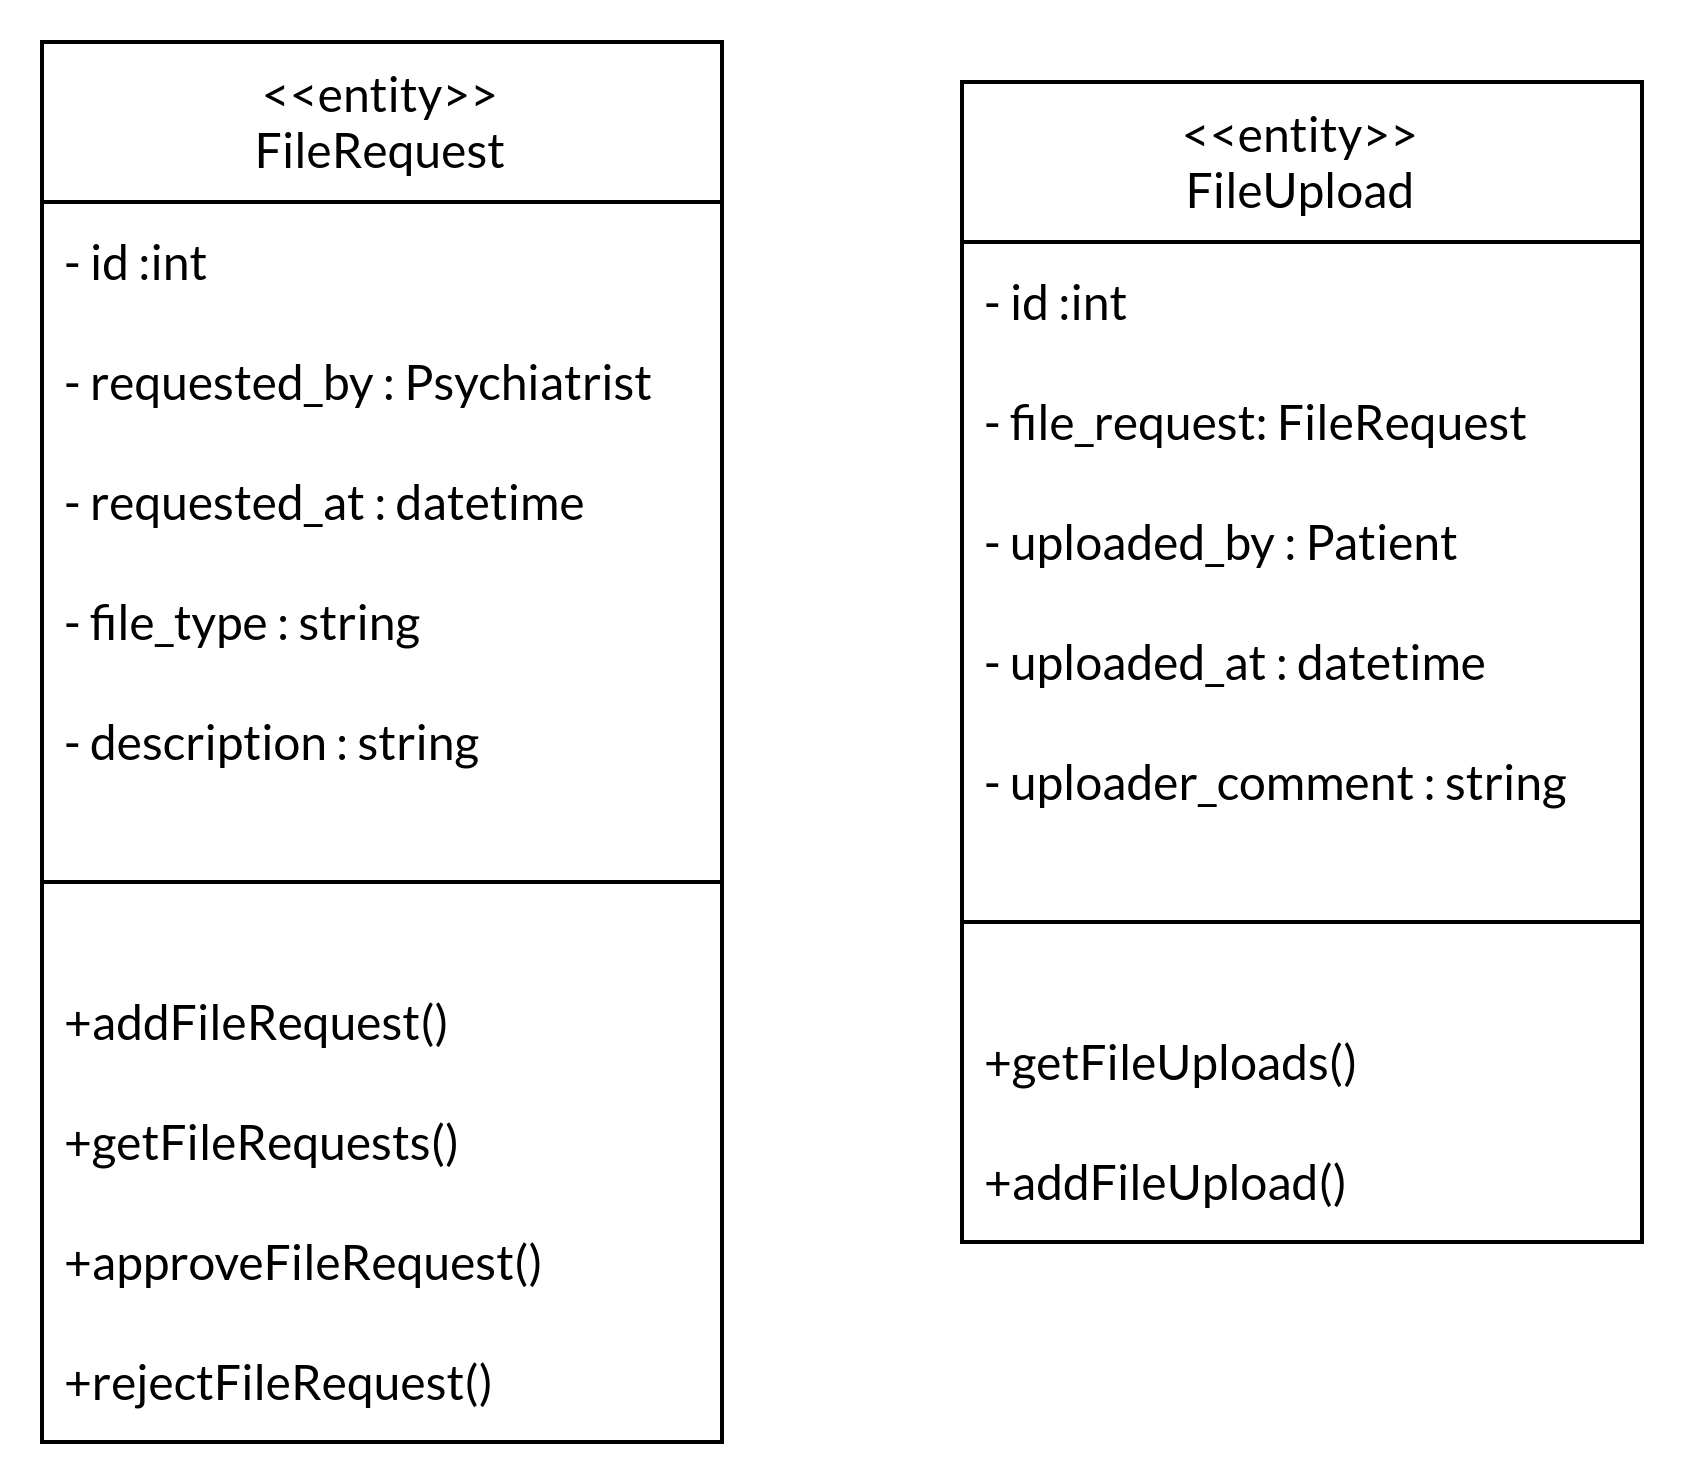 <<entity>>
FileRequest
- id :int
- requested_by : Psychiatrist
- requested_at : datetime
- file_type : string
- description : string
+addFileRequest()
+getFileRequests()
+approveFileRequest()
+rejectFileRequest()
<<entity>>
FileUpload
- id :int
- file_request: FileRequest
- uploaded_by : Patient
- uploaded_at : datetime
- uploader_comment : string
+getFileUploads()
+addFileUpload()